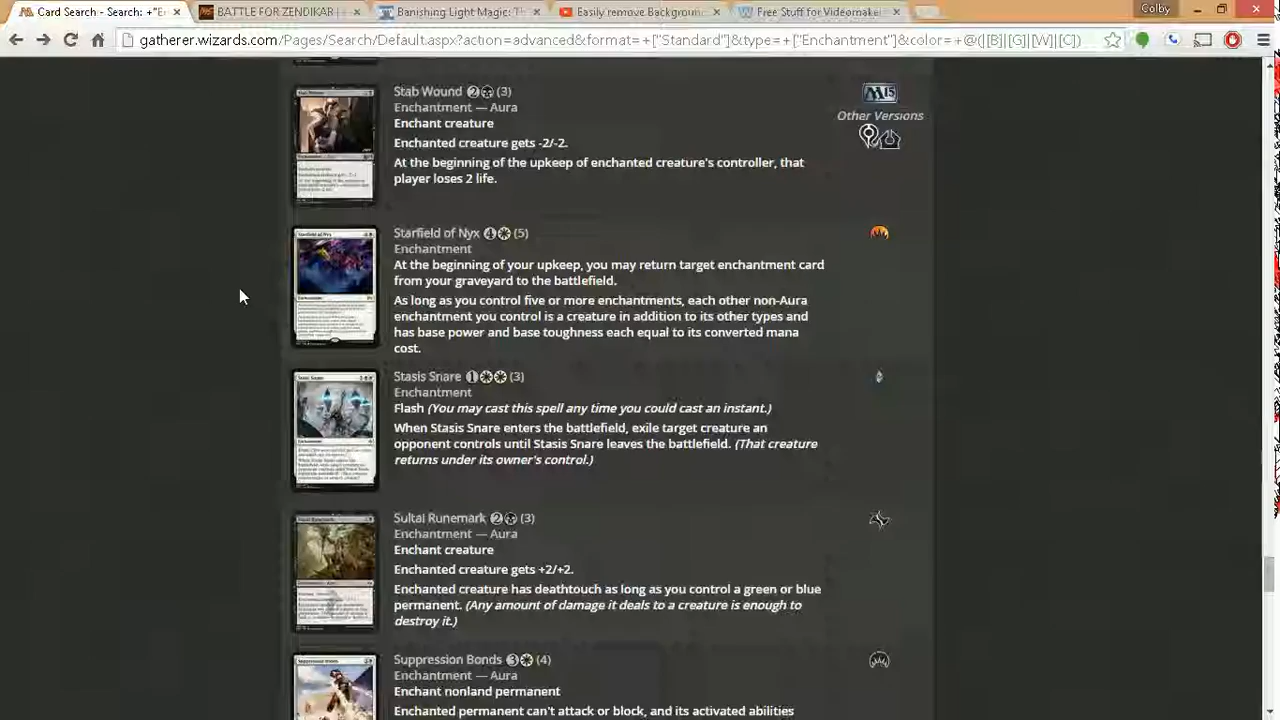 Card Search - Search: +"E
BATTLE FOR ZENDIKAR |
Banishing Light Magic: Th
Easily remove Background
Free Stuff for Videomake
Colby
gatherer.wizards.com/Pages/Search/Default
ction=advanced&format= +["Standard"]&type= +["Enchantment"]&color= +@([B]|[G]|[W]|[C])
Stab Wound (3)
Enchantment — Aura
Enchant creature
Enchanted creature gets -2/-2.
the beginning of the upkeep of enchanted creature's controller, that
loses 2 life.
M15
Other Versions
Starfield of Nyx (5)
Enchantment
At the beginning of your upkeep, you may return target enchantment card
from your graveyard to the battlefield.
long as you control five or more enchantments, each other non-Aura
enchantment you control is a creature in addition to its other types and
base power and base toughness each equal to its converted mana
cost.
Stasis Snare (3)
Enchantment
Flash (You may cast this spell any time you could cast an instant.)
When Stasis Snare enters the battlefield, exile target creature an
opponent controls until Stasis Snare leaves the battlefield. (That creature
returns under its owner's control.)
Sultai Runemark (3)
Enchantment — Aura
Enchant creature
Enchanted creature gets +2/+2.
Enchanted creature has deathtouch as long as you control a green or blue
permanent. (Any amount of damage it deals to a creature is enough to
destroy it.)
(4)
Enchantment — Aura
Enchant nonland permanent
Enchanted permanent can't attack or block, and its activated abilities